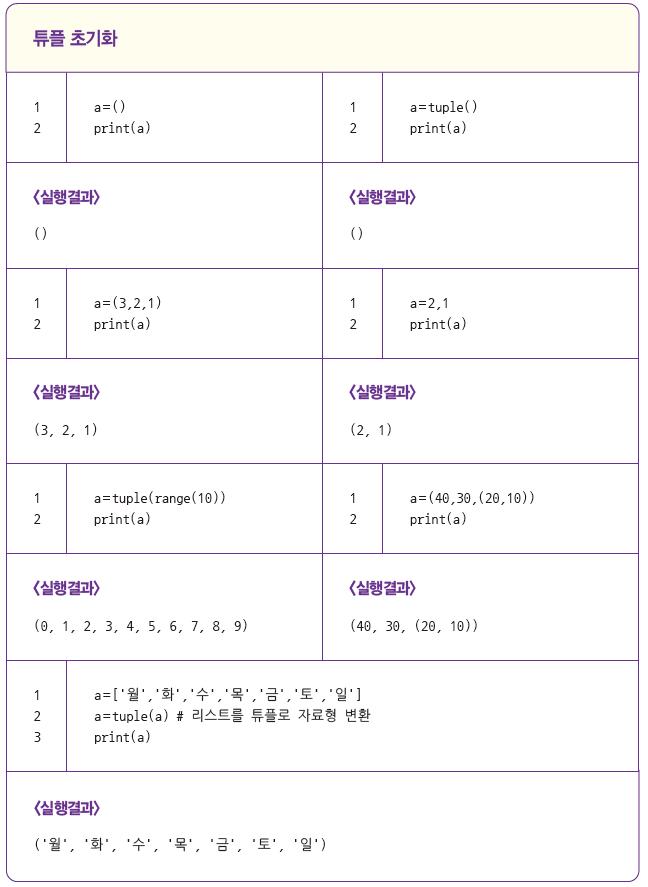 튜플 초기화
1 a=()
2 print(a)
1 a=tuple()
2 print(a)
<실행결과>
()
<실행결과>
()
1 a=(3,2,1)
2 print(a)
1 a=2,1
2 print(a)
<실행결과>
(3, 2, 1)
<실행결과>
(2, 1)
1 a=tuple(range(10))
2 print(a)
1 a=(40,30,(20,10))
2 print(a)
<실행결과>
(0, 1, 2, 3, 4, 5, 6, 7, 8, 9)
<실행결과>
(40, 30, (20, 10))
1 a=['월','화','수','목','금','토','일']
2 a=tuple(a) # 리스트를 튜플로 자료형 변환
3 print(a)
<실행결과>
('월', '화', '수', '목', '금', '토', '일')